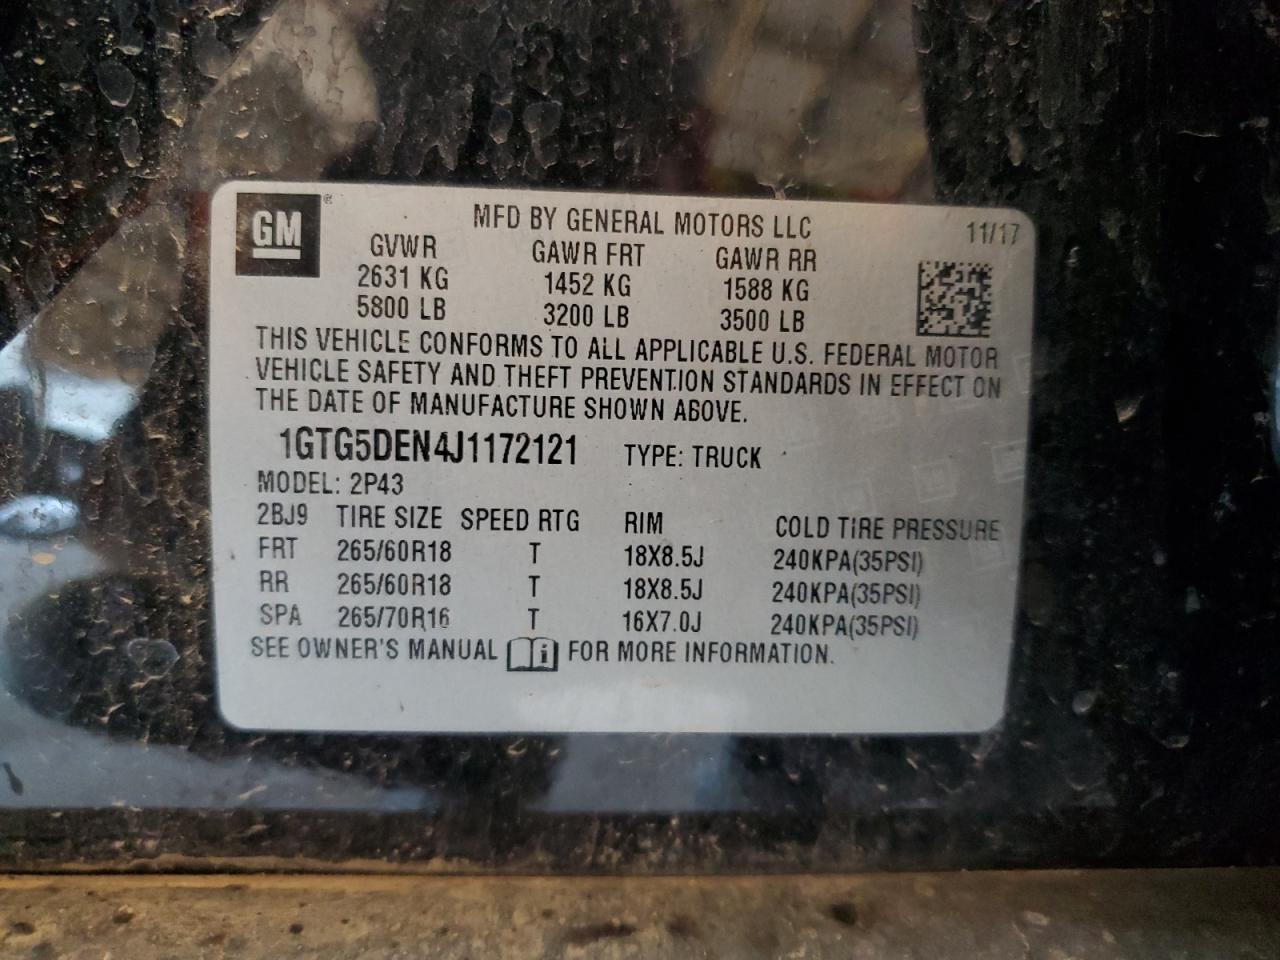 GM
MFD BY GENERAL MOTORS LLC 11/17
GVWR GAWR FRT GAWR RR
2631 KG 1452 KG 1588 KG
5800 LB 3200 LB 3500 LB
THIS VEHICLE CONFORMS TO ALL APPLICABLE U.S. FEDERAL MOTOR
VEHICLE SAFETY AND THEFT PREVENTION STANDARDS IN EFFECT ON
THE DATE OF MANUFACTURE SHOWN ABOVE.
1GTG5DEN4J1172121 TYPE: TRUCK
MODEL: 2P43
2BJ9 TIRE SIZE SPEED RTG RIM COLD TIRE PRESSURE
FRT 265/60R18 T 18X8.5J 240KPA(35PSI)
RR 265/60R18 T 18X8.5J 240KPA(35PSI)
SPA 265/70R16 T 16X7.0J 240KPA(35PSI)
SEE OWNER'S MANUAL i FOR MORE INFORMATION.